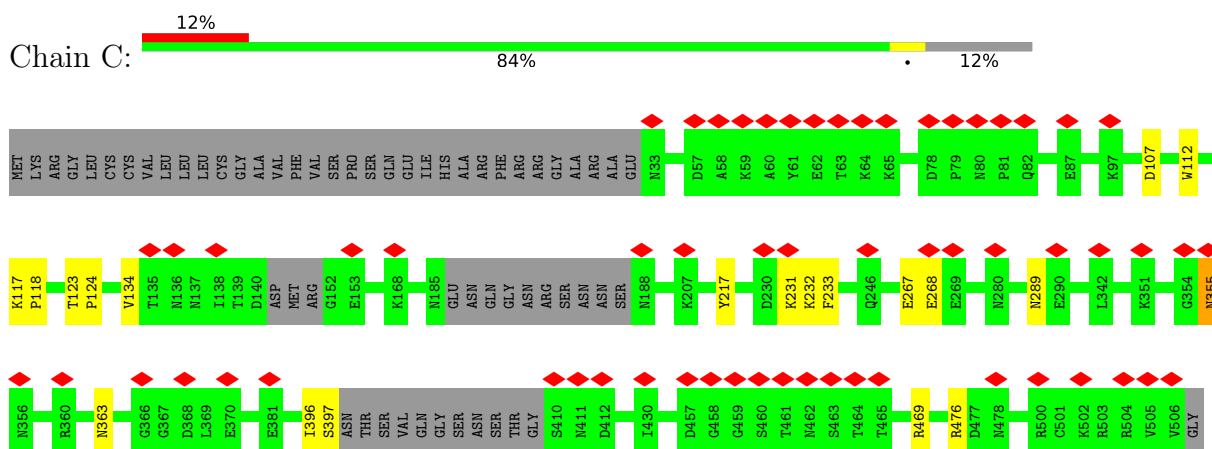 12%
Chain C:
84% • 12%
MET LYS ARG GLY LEU CYS CYS VAL LEU LEU LEU CYS GLY ALA VAL PHE VAL SER PRO SER GLN GLU ILE HIS ALA ARG PHE ARG ARG GLY ALA ARG ALA GLU N33 D57 A58 K59 A60 Y61 E62 T63 K64 K65 D78 P79 N80 P81 Q82 E87 K97 D107 W112
K117 P118 T123 P124 V134 T135 N136 N137 I138 T139 D140 ASP MET ARG G152 E153 K168 N185 GLU ASN GLN GLY ASN ARG SER ASN ASN SER N188 K207 Y217 D230 K231 K232 F233 Q246 E267 E268 E269 N280 N289 E290 L342 K351 G354 N355
N356 R360 N363 G366 G367 D368 L369 E370 E381 I396 S397 ASN THR SER VAL GLN GLY SER ASN SER THR GLY S410 N411 D412 I430 D457 G458 G459 S460 T461 N462 S463 T464 T465 R469 R476 D477 N478 R500 C501 K502 R503 R504 V505 V506 GLY